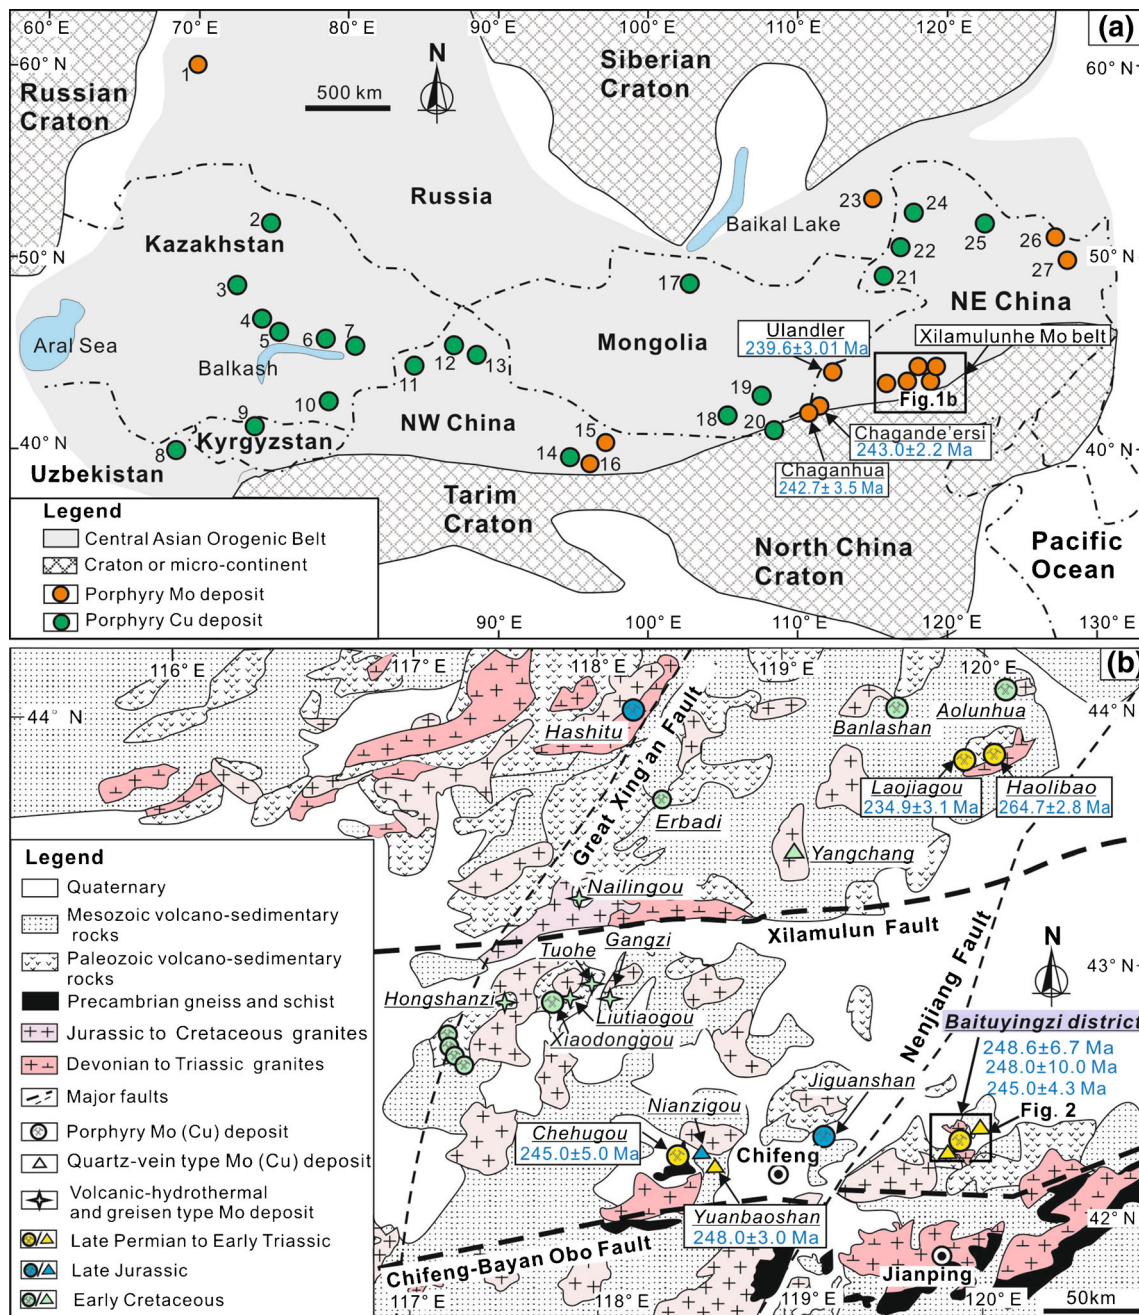 70° E
80° E
100° E
110° E
120° E
(a)
60° N
60° N
1
N
500 km
Russian
Craton
Siberian
Craton
Russia
Baikal Lake
23
24
2
25
26
22
50° N
50° N
Kazakhstan
27
3
17
21
NE China
4
5
6
7
Ulandler
239.6±3.01 Ma
Xilamulunhe Mo belt
Aral Sea
Mongolia
12
13
Balkash
11
19
Fig.1b
10
18
20
9
NW China
Chagande'ersi
243.0±2.2 Ma
15
Kyrgyzstan
40° N
8
14
16
40° N
Uzbekistan
Chaganhua
242.7±3.5 Ma
Tarim
Craton
North China
Craton
Pacific
Ocean
Legend
Central Asian Orogenic Belt
Craton or micro-continent
Porphyry Mo deposit
Porphyry Cu deposit
90° E
100° E
110° E
120° E
130° E
116° E
117° E
118° E
119° E
120° E
(b)
44° N
44° N
Hashitu
Great Xing'an Fault
Banlashan
Aolunhua
Laojiagou
234.9±3.1 Ma
Haolibao
264.7±2.8 Ma
Erbadi
Yangchang
Nailingou
Xilamulun Fault
Tuohe
Gangzi
Nenjiang Fault
N
43° N
Hongshanzi
Liutiaogou
Xiaodonggou
Baituyingzi district
248.6±6.7 Ma
248.0±10.0 Ma
245.0±4.3 Ma
Jiguanshan
Nianzigou
Fig. 2
Chehugou
245.0±5.0 Ma
Chifeng
42° N
Yuanbaoshan
248.0±3.0 Ma
Chifeng-Bayan Obo Fault
Jianping
117° E
118° E
119° E
120° E
50km
Legend
Quaternary
Mesozoic volcano-sedimentary
rocks
Paleozoic volcano-sedimentary
rocks
Precambrian gneiss and schist
Jurassic to Cretaceous granites
Devonian to Triassic granites
Major faults
Porphyry Mo (Cu) deposit
Quartz-vein type Mo (Cu) deposit
Volcanic-hydrothermal
and greisen type Mo deposit
Late Permian to Early Triassic
Late Jurassic
Early Cretaceous